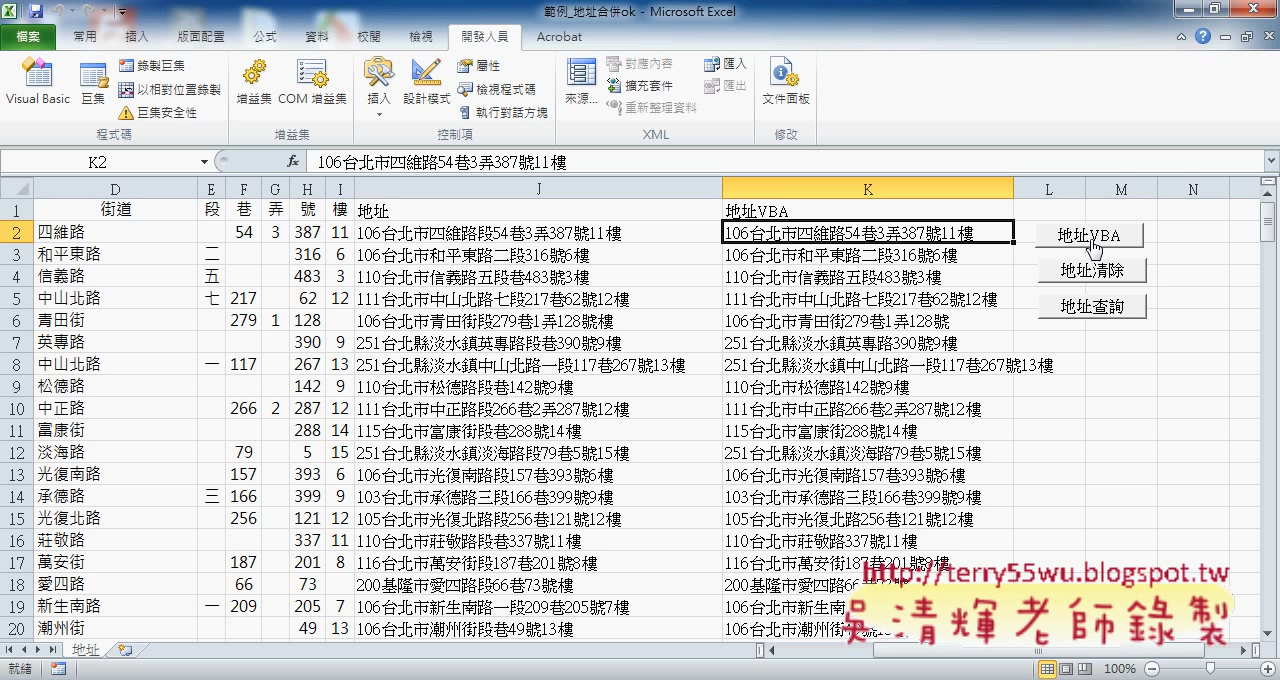 範例_地址合併ok - Microsoft Excel
檔案 常用 插入 版面配置 公式 資料 校閱 檢視 開發人員 Acrobat
Visual Basic 巨集 錄製巨集 以相對位置錄製 巨集安全性 程式碼
增益集 COM 增益集 增益集
插入 設計模式 屬性 檢視程式碼 執行對話方塊 控制項
來源... 對應內容 擴充套件 重新整理資料 匯入 匯出 XML
文件面板 修改
K2 fx 106台北市四維路54巷3弄387號11樓
D E F G H I J K L M N
1 街道 段 巷 弄 號 樓 地址 地址VBA
2 四維路 54 3 387 11 106台北市四維路段54巷3弄387號11樓 106台北市四維路54巷3弄387號11樓 地址VBA
3 和平東路 二 316 6 106台北市和平東路二段巷316號6樓 106台北市和平東路二段316號6樓
4 信義路 五 483 3 110台北市信義路五段巷483號3樓 110台北市信義路五段483號3樓 地址清除
5 中山北路 七 217 62 12 111台北市中山北路七段217巷62號12樓 111台北市中山北路七段217巷62號12樓
6 青田街 279 1 128 106台北市青田街段279巷1弄128號樓 106台北市青田街279巷1弄128號 地址查詢
7 英專路 390 9 251台北縣淡水鎮英專路段巷390號9樓 251台北縣淡水鎮英專路390號9樓
8 中山北路 一 117 267 13 251台北縣淡水鎮中山北路一段117巷267號13樓 251台北縣淡水鎮中山北路一段117巷267號13樓
9 松德路 142 9 110台北市松德路段巷142號9樓 110台北市松德路142號9樓
10 中正路 266 2 287 12 111台北市中正路段266巷2弄287號12樓 111台北市中正路266巷2弄287號12樓
11 富康街 288 14 115台北市富康街段巷288號14樓 115台北市富康街288號14樓
12 淡海路 79 5 15 251台北縣淡水鎮淡海路段79巷5號15樓 251台北縣淡水鎮淡海路79巷5號15樓
13 光復南路 157 393 6 106台北市光復南路段157巷393號6樓 106台北市光復南路157巷393號6樓
14 承德路 三 166 399 9 103台北市承德路三段166巷399號9樓 103台北市承德路三段166巷399號9樓
15 光復北路 256 121 12 105台北市光復北路段256巷121號12樓 105台北市光復北路256巷121號12樓
16 莊敬路 337 11 110台北市莊敬路段巷337號11樓 110台北市莊敬路337號11樓
17 萬安街 187 201 8 116台北市萬安街段187巷201號8樓 116台北市萬安街187巷201號8樓
18 愛四路 66 73 200基隆市愛四路段66巷73號樓 200基隆市愛四路66
19 新生南路 一 209 205 7 106台北市新生南路一段209巷205號7樓 106台北市新生南路
20 潮州街 49 13 106台北市潮州街段巷49號13樓 106台北市潮州街
http://terry55wu.blogspot.tw
吳清輝老師錄製
地址
就緒 100%